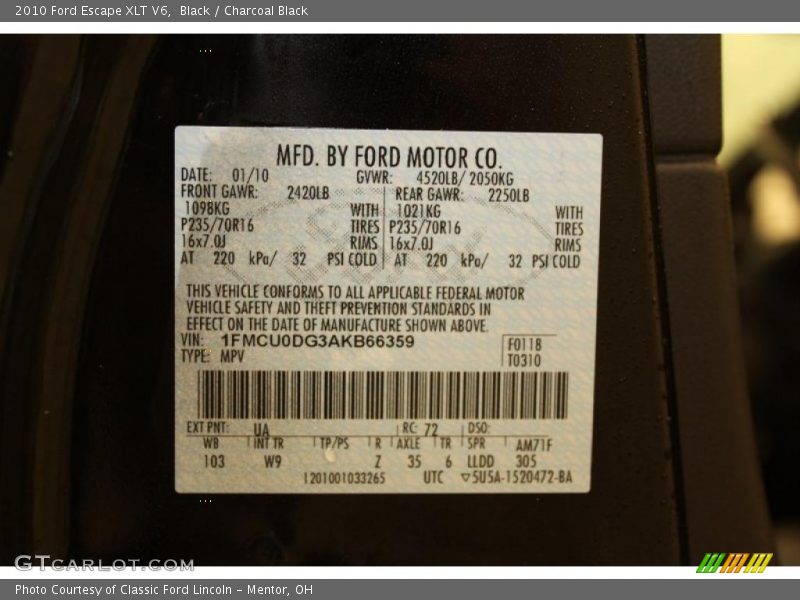 2010 Ford Escape XLT V6,  Black / Charcoal Black
MFD. BY FORD MOTOR CO.
DATE: 01/10 GVWR: 4520LB/ 2050KG
FRONT GAWR: 2420LB REAR GAWR: 2250LB
1098KG WITH 1021KG WITH
P235/70R16 TIRES P235/70R16 TIRES
16x7.0J RIMS 16x7.0J RIMS
AT 220 kPa/ 32 PSI COLD AT 220 kPa/ 32 PSI COLD
THIS VEHICLE CONFORMS TO ALL APPLICABLE FEDERAL MOTOR
VEHICLE SAFETY AND THEFT PREVENTION STANDARDS IN
EFFECT ON THE DATE OF MANUFACTURE SHOWN ABOVE.
VIN: 1FMCU0DG3AKB66359 F0118
TYPE: MPV T0310
EXT PNT: UA RC: 72 DSO:
WB INT TR TP/PS R AXLE TR SPR AM71F
103 W9 Z 35 6 LLDD 305
1201001033265 UTC ▽5U5A-1520472-BA
GTCARLOT.COM
Photo Courtesy of Classic Ford Lincoln – Mentor, OH